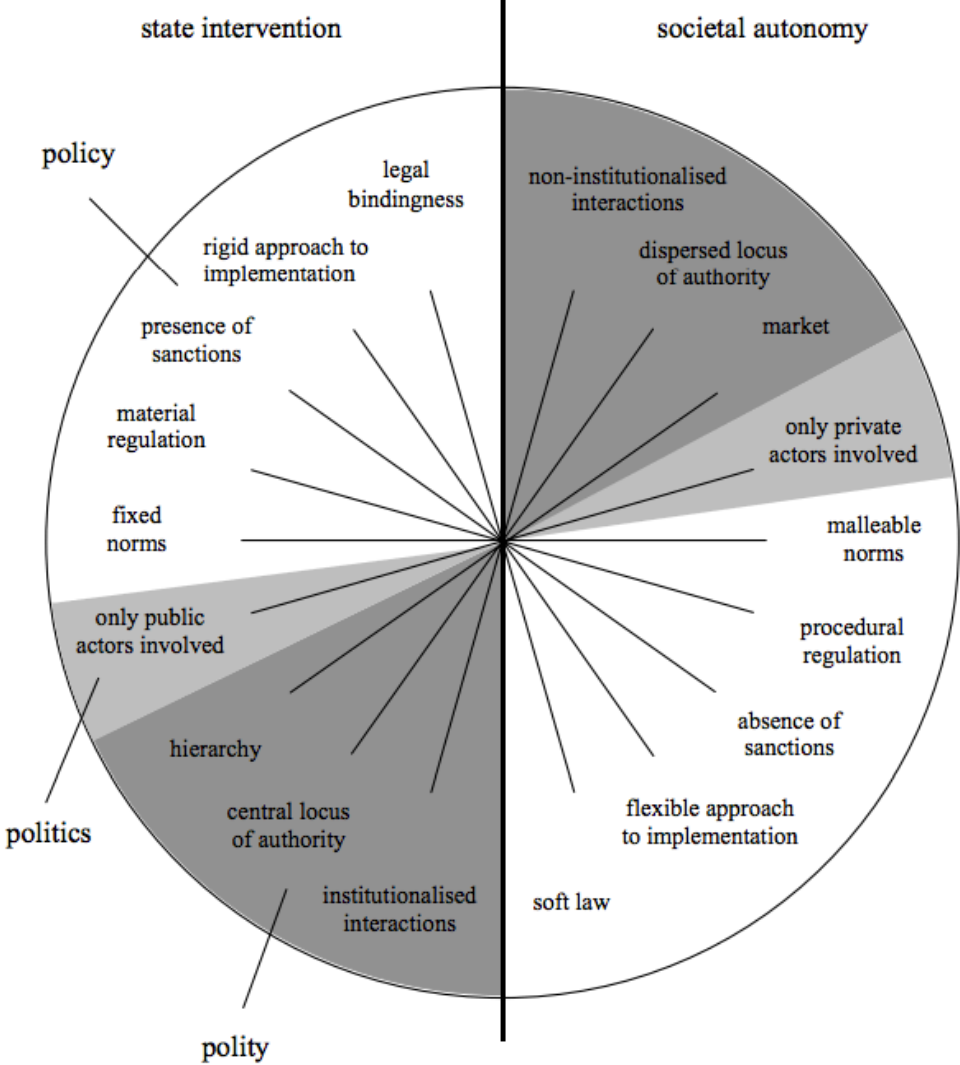 state intervention
societal autonomy
policy
legal
bindingness
rigid approach to
implementation
presence of
sanctions
material
regulation
fixed
norms
only public
actors involved
politics
hierarchy
central locus
of authority
institutionalised
interactions
polity
non-institutionalised
interactions
dispersed locus
of authority
market
only private
actors involved
malleable
norms
procedural
regulation
absence of
sanctions
flexible approach
to implementation
soft law